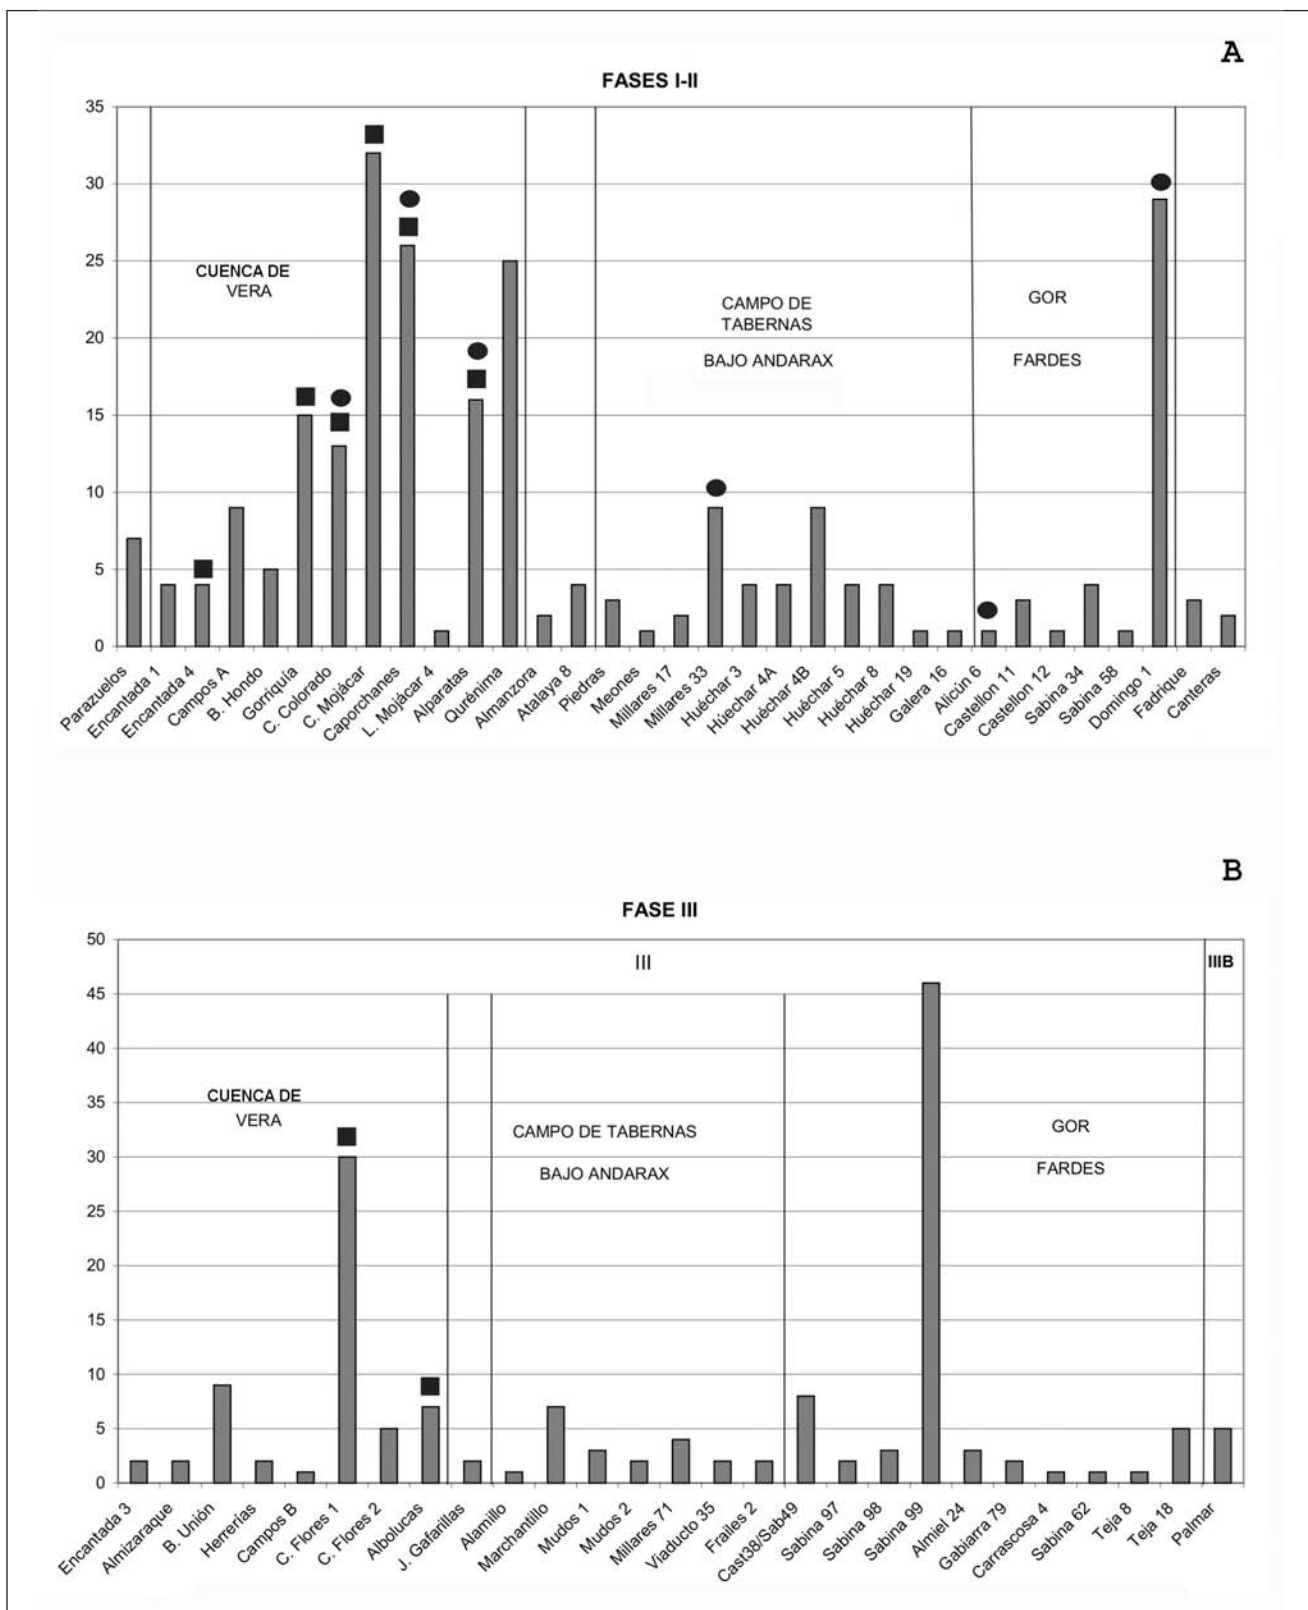 A
FASES I-II
35
30
25
20
15
10
5
0
CUENCA DE
VERA
CAMPO DE
TABERNAS
BAJO ANDARAX
GOR
FARDES
Parazuelos
Encantada 1
Encantada 4
Campos A
B. Hondo
Gorriquía
C. Colorado
C. Mojácar
Caporchanes
L. Mojácar 4
Alparatas
Qurénima
Almanzora
Atalaya 8
Piedras
Meones
Millares 17
Millares 33
Huéchar 3
Húechar 4A
Huéchar 4B
Huéchar 5
Huéchar 8
Huéchar 19
Galera 16
Alicún 6
Castellon 11
Castellon 12
Sabina 34
Sabina 58
Domingo 1
Fadrique
Canteras
B
FASE III
50
45
40
35
30
25
20
15
10
5
0
III
IIIB
CUENCA DE
VERA
CAMPO DE TABERNAS
BAJO ANDARAX
GOR
FARDES
Encantada 3
Almizaraque
B. Unión
Herrerías
Campos B
C. Flores 1
C. Flores 2
Albolucas
J. Gafarillas
Alamillo
Marchantillo
Mudos 1
Mudos 2
Millares 71
Viaducto 35
Frailes 2
Cast38/Sab49
Sabina 97
Sabina 98
Sabina 99
Almiel 24
Gabiarra 79
Carrascosa 4
Sabina 62
Teja 8
Teja 18
Palmar